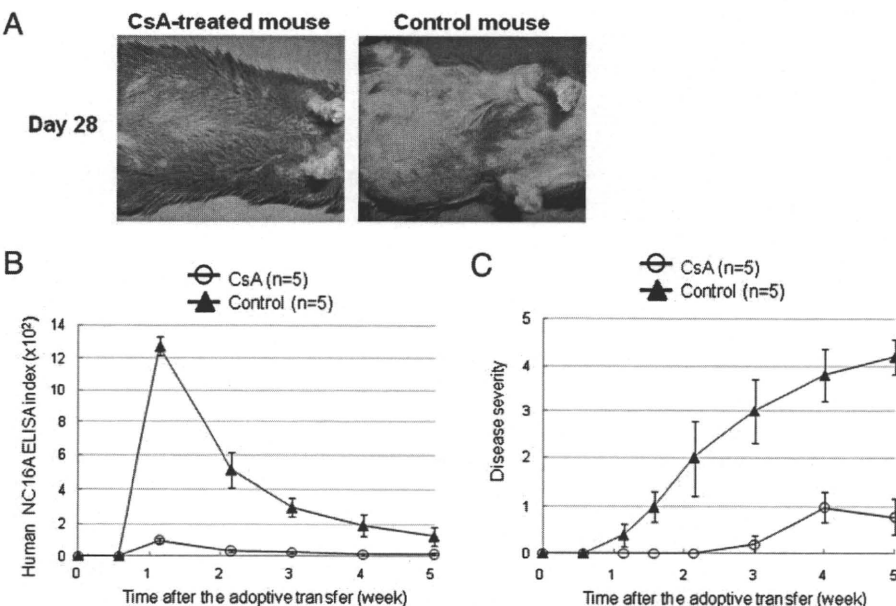 A
CsA-treated mouse
Control mouse
Day 28
B
CsA (n=5)
Control (n=5)
Human NC16A ELISA index (x10²)
14
12
10
8
6
4
2
0
0 1 2 3 4 5
Time after the adoptive transfer (week)
C
CsA (n=5)
Control (n=5)
Disease severity
5
4
3
2
1
0
0 1 2 3 4 5
Time after the adoptive transfer (week)